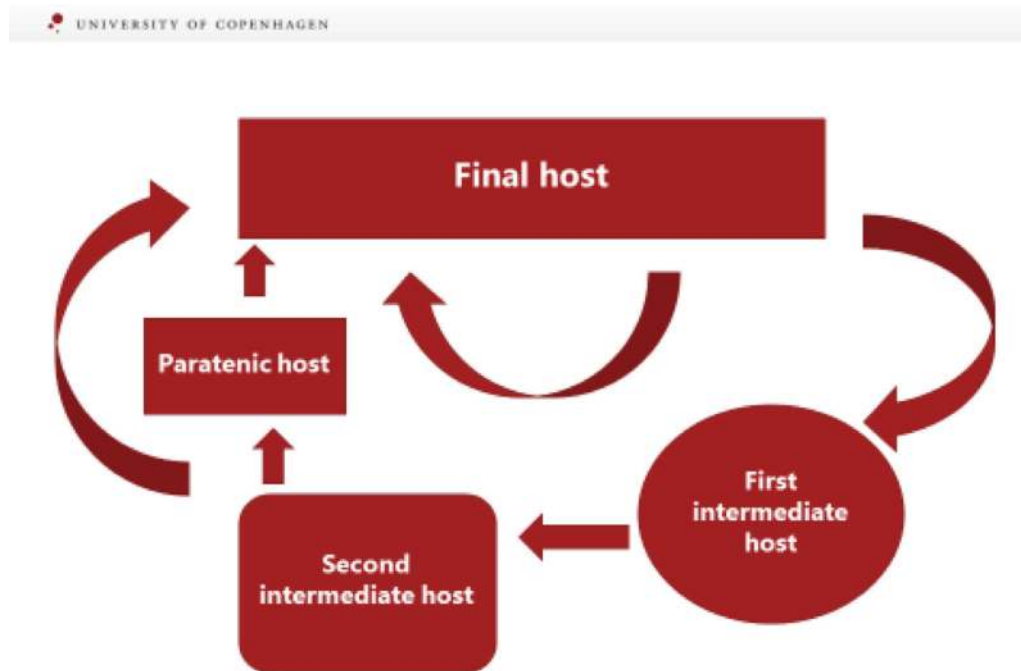 UNIVERSITY OF COPENHAGEN
Final host
Paratenic host
First
intermediate
host
Second
intermediate host